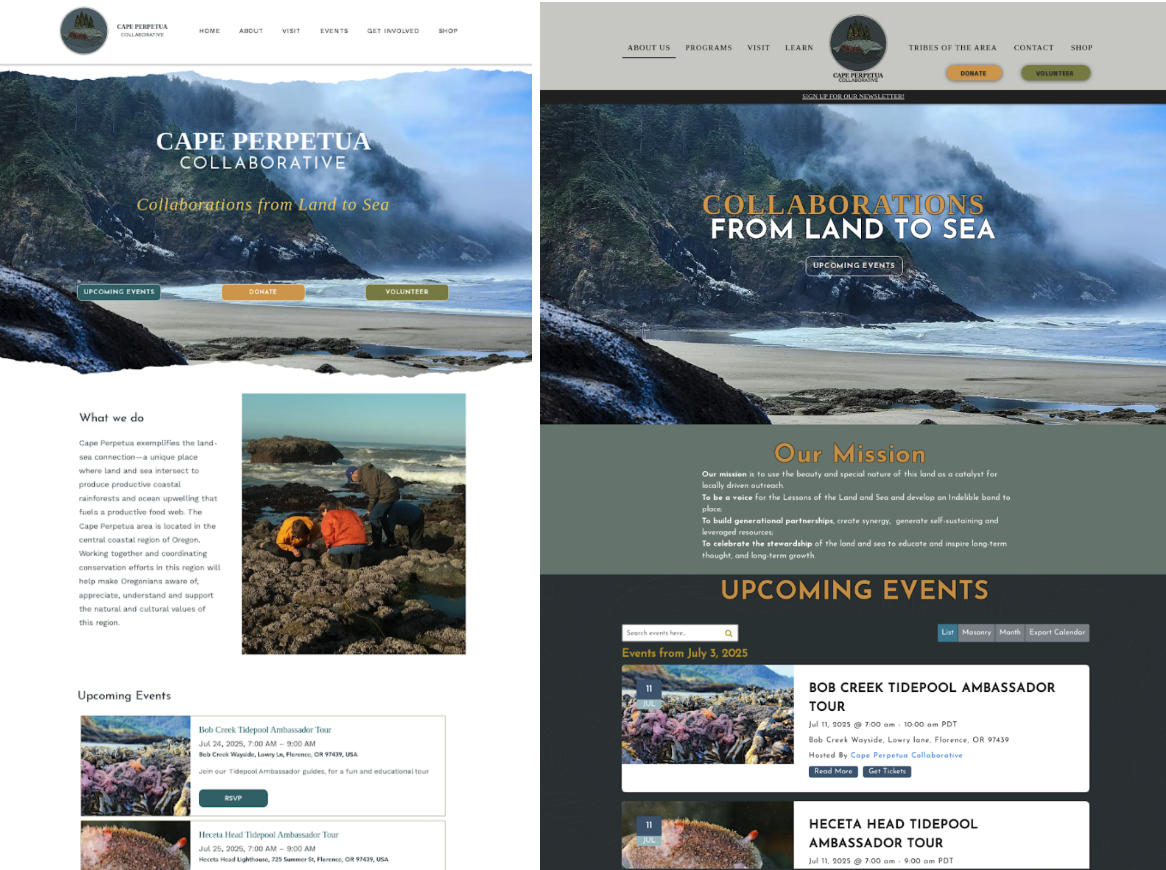 CAPE PERPETUA
COLLABORATIVE
HOME ABOUT VISIT EVENTS GET INVOLVED SHOP
CAPE PERPETUA
COLLABORATIVE
Collaborations from Land to Sea
UPCOMING EVENTS DONATE VOLUNTEER
What we do
Cape Perpetua exemplifies the land-
sea connection—a unique place
where land and sea intersect to
produce productive coastal
rainforests and ocean upwelling that
fuels a productive food web. The
Cape Perpetua area is located in the
central coastal region of Oregon.
Working together and coordinating
conservation efforts in this region will
help make Oregonians aware of,
appreciate, understand and support
the natural and cultural values of
this region.
Upcoming Events
Bob Creek Tidepool Ambassador Tour
Jul 24, 2025, 7:00 AM – 9:00 AM
Bob Creek Wayside, Lowry Ln, Florence, OR 97439, USA
Join our Tidepool Ambassador guides, for a fun and educational tour
RSVP
Heceta Head Tidepool Ambassador Tour
Jul 25, 2025, 7:00 AM – 9:00 AM
Heceta Head Lighthouse, 725 Summer St, Florence, OR 97439, USA
ABOUT US PROGRAMS VISIT LEARN
CAPE PERPETUA
COLLABORATIVE
TRIBES OF THE AREA CONTACT SHOP
DONATE VOLUNTEER
SIGN UP FOR OUR NEWSLETTER!
COLLABORATIONS
FROM LAND TO SEA
UPCOMING EVENTS
Our Mission
Our mission is to use the beauty and special nature of this land as a catalyst for
locally driven outreach.
To be a voice for the Lessons of the Land and Sea and develop an Indelible bond to
place;
To build generational partnerships, create synergy, generate self-sustaining and
leveraged resources;
To celebrate the stewardship of the land and sea to educate and inspire long-term
thought, and long-term growth.
UPCOMING EVENTS
Search events here..
List Masonry Month Export Calendar
Events from July 3, 2025
11
JUL
BOB CREEK TIDEPOOL AMBASSADOR
TOUR
Jul 11, 2025 @ 7:00 am - 10:00 am PDT
Bob Creek Wayside, Lowry lane, Florence, OR 97439
Hosted By Cape Perpetua Collaborative
Read More Get Tickets
11
JUL
HECETA HEAD TIDEPOOL
AMBASSADOR TOUR
Jul 11, 2025 @ 7:00 am - 9:00 am PDT